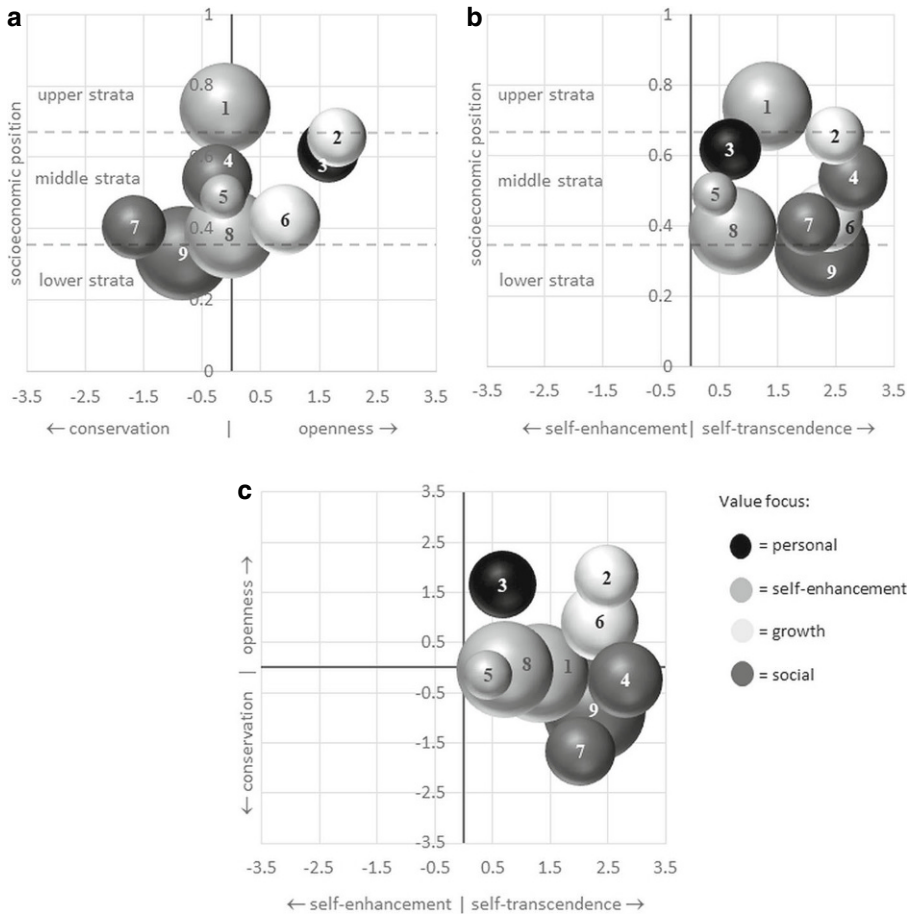 a
socioeconomic position
1
0.8
0.6
0.4
0.2
0
upper strata
middle strata
lower strata
1
2
3
4
5
6
7
8
9
-3.5 -2.5 -1.5 -0.5 0.5 1.5 2.5 3.5
← conservation | openness →
b
socioeconomic position
1
0.8
0.6
0.4
0.2
0
upper strata
middle strata
lower strata
1
2
3
4
5
6
7
8
9
-3.5 -2.5 -1.5 -0.5 0.5 1.5 2.5 3.5
← self-enhancement | self-transcendence →
c
← conservation | openness →
3.5
2.5
1.5
0.5
-0.5
-1.5
-2.5
-3.5
3
2
6
5
8
1
4
9
7
-3.5 -2.5 -1.5 -0.5 0.5 1.5 2.5 3.5
← self-enhancement | self-transcendence →
Value focus:
= personal
= self-enhancement
= growth
= social